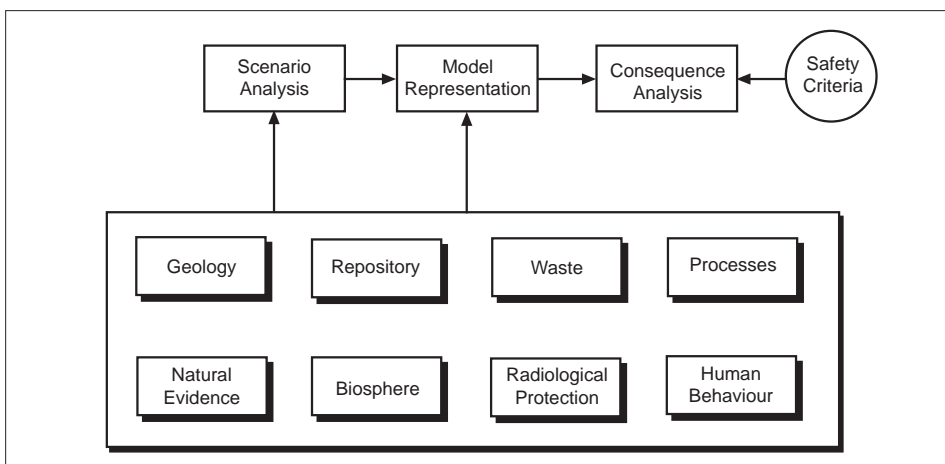 Scenario
Analysis
Model
Representation
Consequence
Analysis
Safety
Criteria
Geology
Repository
Waste
Processes
Natural
Evidence
Biosphere
Radiological
Protection
Human
Behaviour